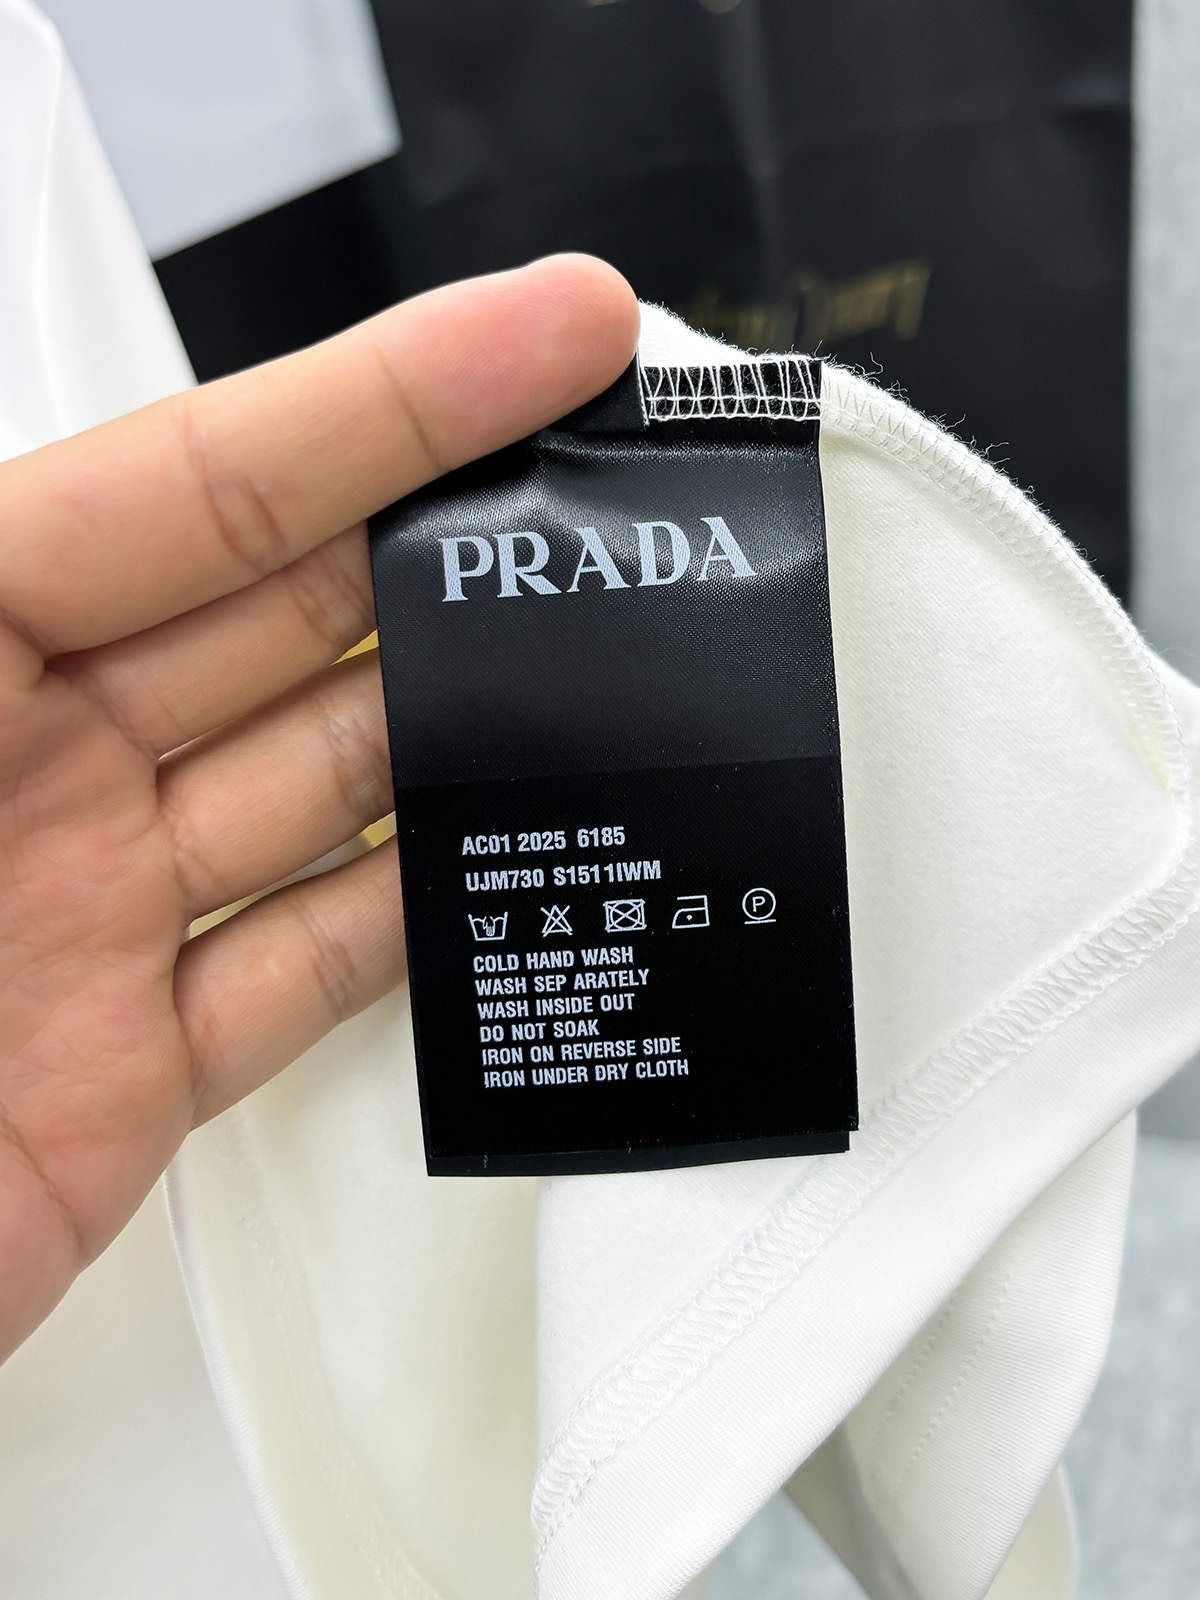 PRADA
AC01 2025 6185
UJM730 S1511IWM
P
COLD HAND WASH
WASH SEP ARATELY
WASH INSIDE OUT
DO NOT SOAK
IRON ON REVERSE SIDE
IRON UNDER DRY CLOTH